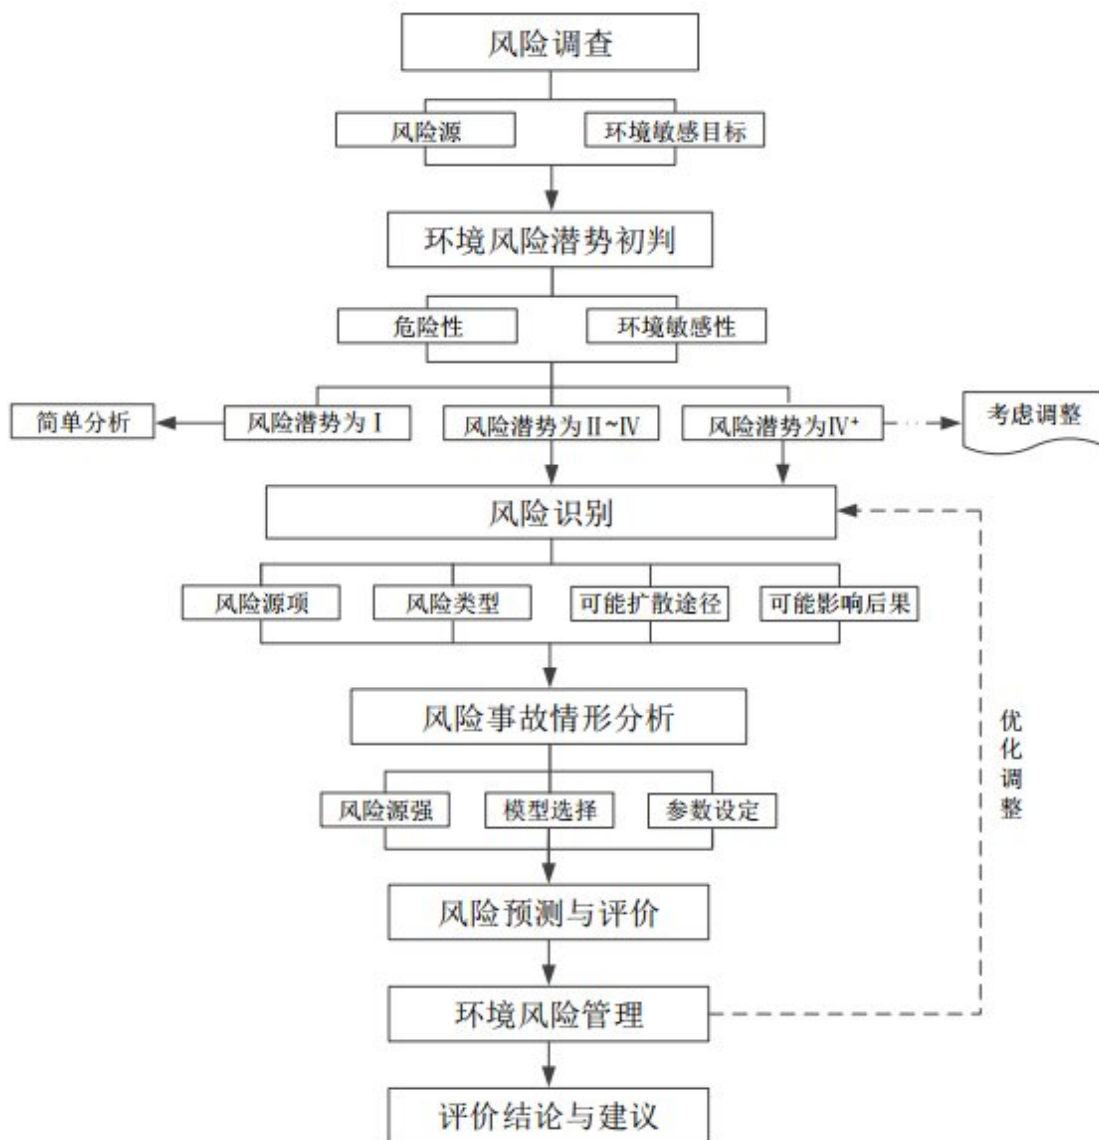 风险调查
风险源
环境敏感目标
环境风险潜势初判
危险性
环境敏感性
简单分析
风险潜势为Ⅰ
风险潜势为Ⅱ~Ⅳ
风险潜势为Ⅳ⁺
考虑调整
风险识别
风险源项
风险类型
可能扩散途径
可能影响后果
风险事故情形分析
优化调整
风险源强
模型选择
参数设定
风险预测与评价
环境风险管理
评价结论与建议